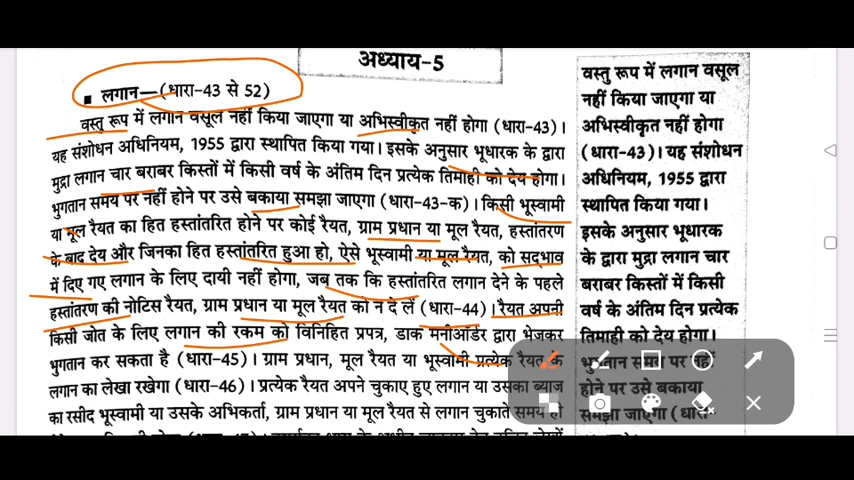 अध्याय-5
▪ लगान—(धारा-43 से 52)
वस्तु रूप में लगान वसूल नहीं किया जाएगा या अभिस्वीकृत नहीं होगा (धारा-43)।
यह संशोधन अधिनियम, 1955 द्वारा स्थापित किया गया। इसके अनुसार भूधारक के द्वारा
मुद्रा लगान चार बराबर किस्तों में किसी वर्ष के अंतिम दिन प्रत्येक तिमाही को देय होगा।
भुगतान समय पर नहीं होने पर उसे बकाया समझा जाएगा (धारा-43-क)। किसी भूस्वामी
या मूल रैयत का हित हस्तांतरित होने पर कोई रैयत, ग्राम प्रधान या मूल रैयत, हस्तांतरण
के बाद देय और जिनका हित हस्तांतरित हुआ हो, ऐसे भूस्वामी या मूल रैयत, को सद्भाव
में दिए गए लगान के लिए दायी नहीं होगा, जब तक कि हस्तांतरित लगान देने के पहले
हस्तांतरण की नोटिस रैयत, ग्राम प्रधान या मूल रैयत को न दे लें (धारा-44)। रैयत अपनी
किसी जोत के लिए लगान की रकम को विनिहित प्रपत्र, डाक मनीऑर्डर द्वारा भेजकर
भुगतान कर सकता है (धारा-45)। ग्राम प्रधान, मूल रैयत या भूस्वामी प्रत्येक रैयत के
लगान का लेखा रखेगा (धारा-46)। प्रत्येक रैयत अपने चुकाए हुए लगान या उसका ब्याज
का रसीद भूस्वामी या उसके अभिकर्ता, ग्राम प्रधान या मूल रैयत से लगान चुकाते समय ही
वस्तु रूप में लगान वसूल
नहीं किया जाएगा या
अभिस्वीकृत नहीं होगा
(धारा-43)। यह संशोधन
अधिनियम, 1955 द्वारा
स्थापित किया गया।
इसके अनुसार भूधारक
के द्वारा मुद्रा लगान चार
बराबर किस्तों में किसी
वर्ष के अंतिम दिन प्रत्येक
तिमाही को देय होगा।
भुगतान समय पर नहीं
होने पर उसे बकाया
समझा जाएगा (धारा-